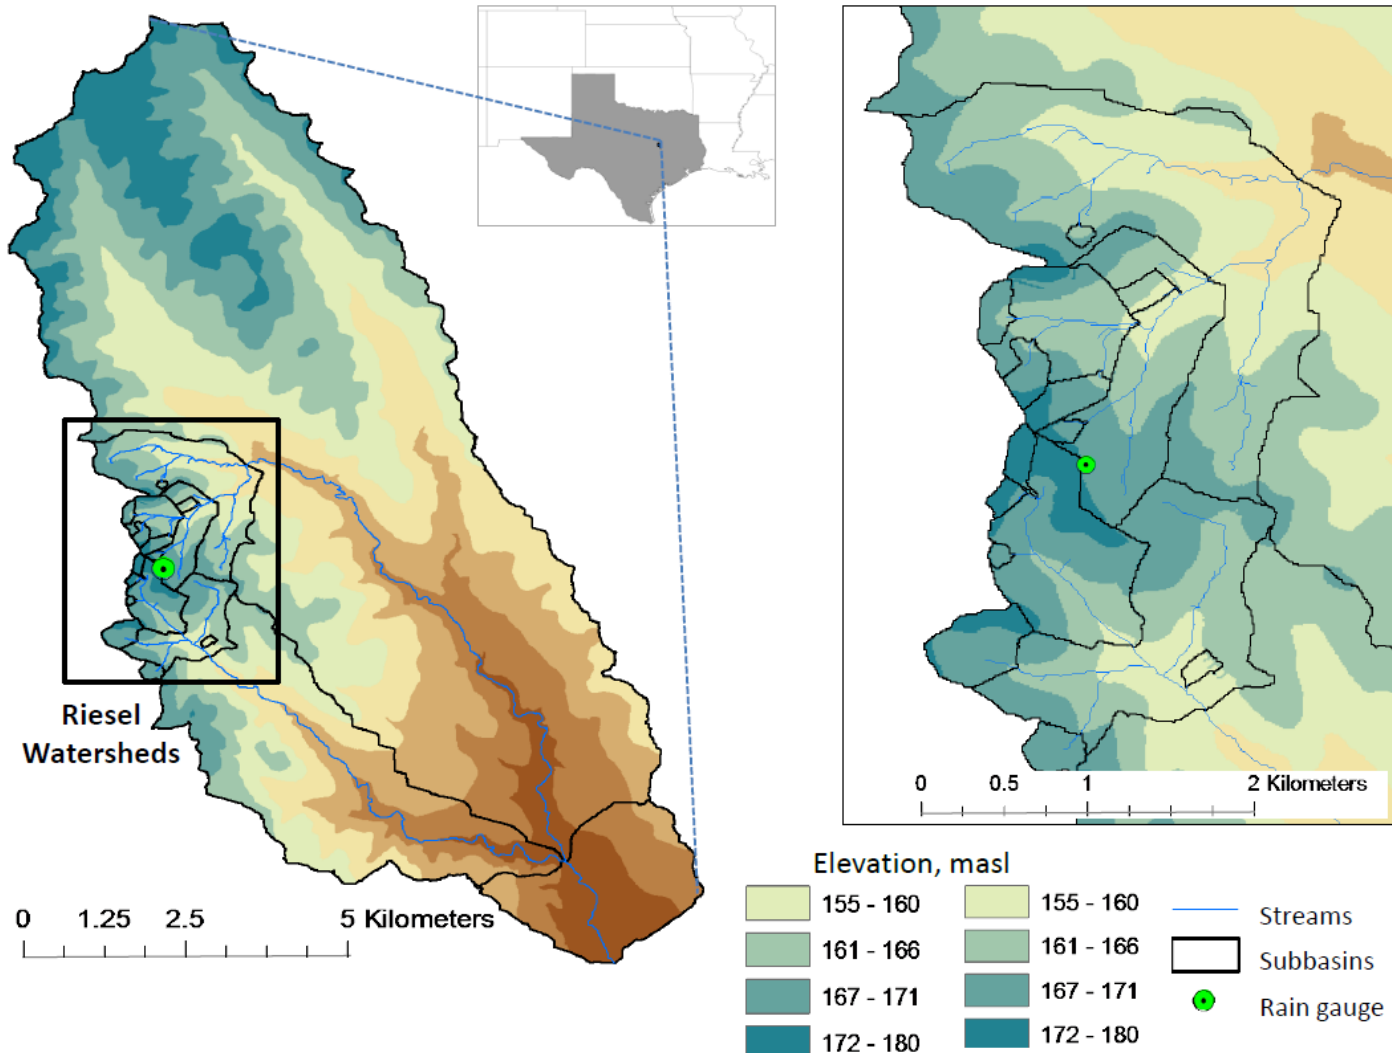 Riesel
Watersheds
0 1.25 2.5 5 Kilometers
0 0.5 1 2 Kilometers
Elevation, masl
155 - 160
161 - 166
167 - 171
172 - 180
155 - 160
161 - 166
167 - 171
172 - 180
Streams
Subbasins
Rain gauge